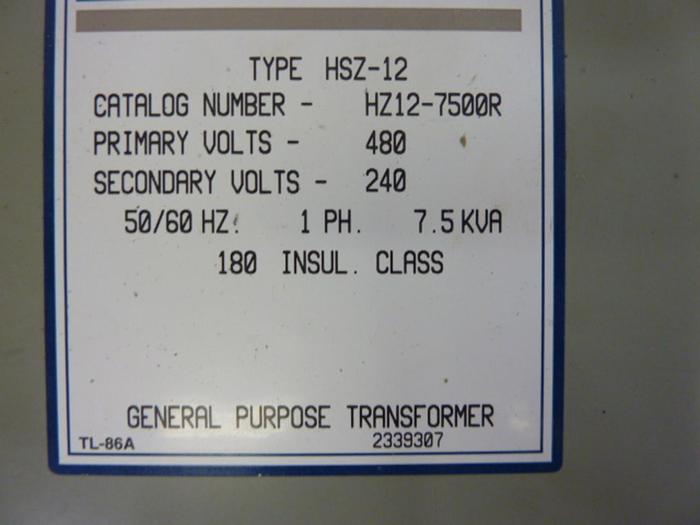 TYPE HSZ-12
CATALOG NUMBER - HZ12-7500R
PRIMARY VOLTS - 480
SECONDARY VOLTS - 240
50/60 HZ. 1 PH. 7.5 KVA
180 INSUL. CLASS
GENERAL PURPOSE TRANSFORMER
TL-86A 2339307